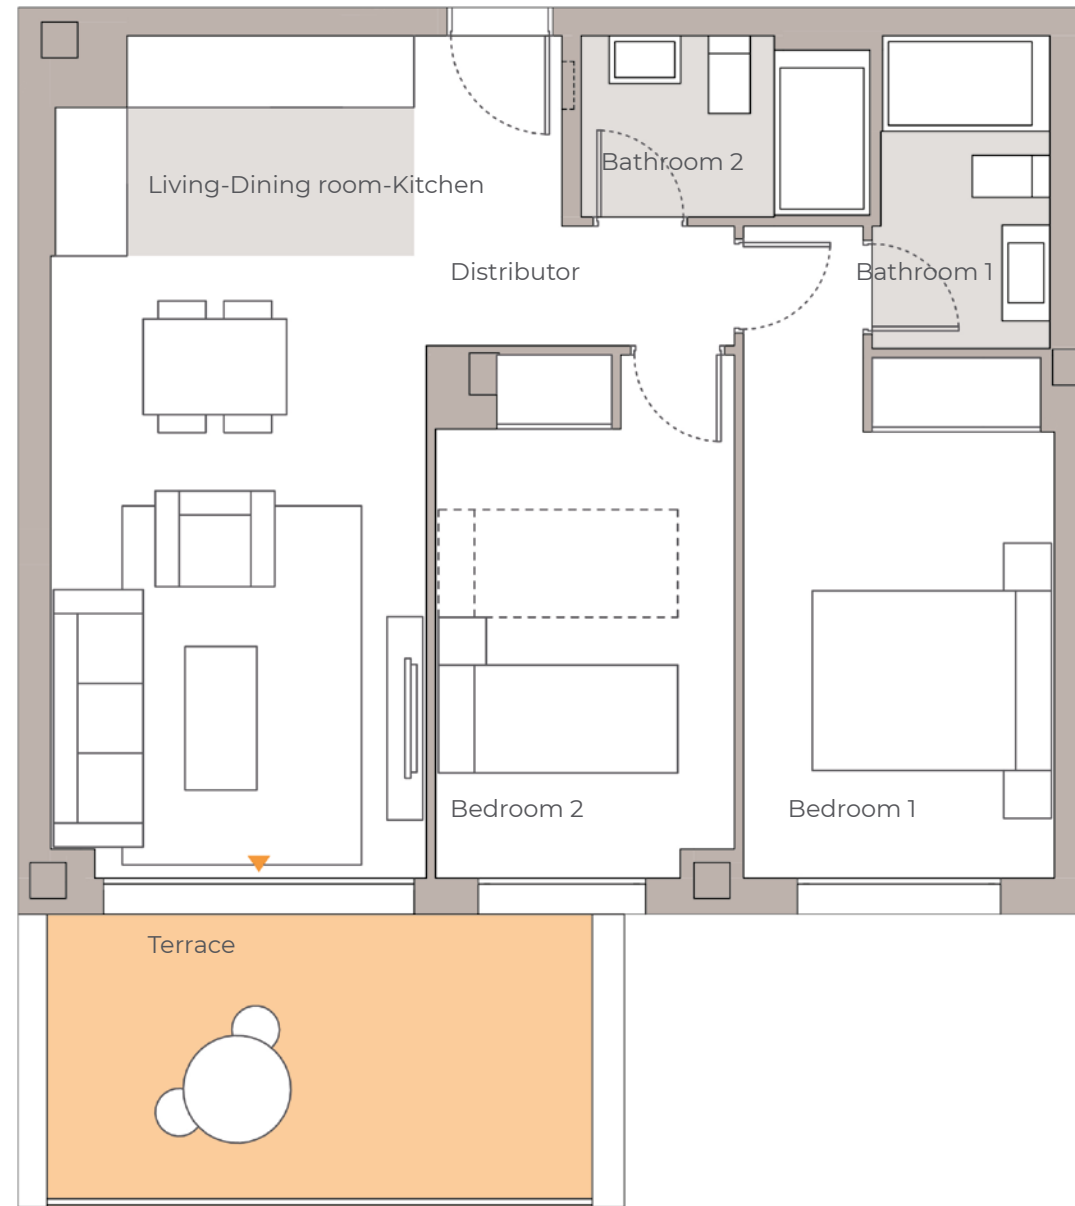 Bathroom 2
Living-Dining room-Kitchen
Distributor
Bathroom 1
Bedroom 2
Bedroom 1
Terrace